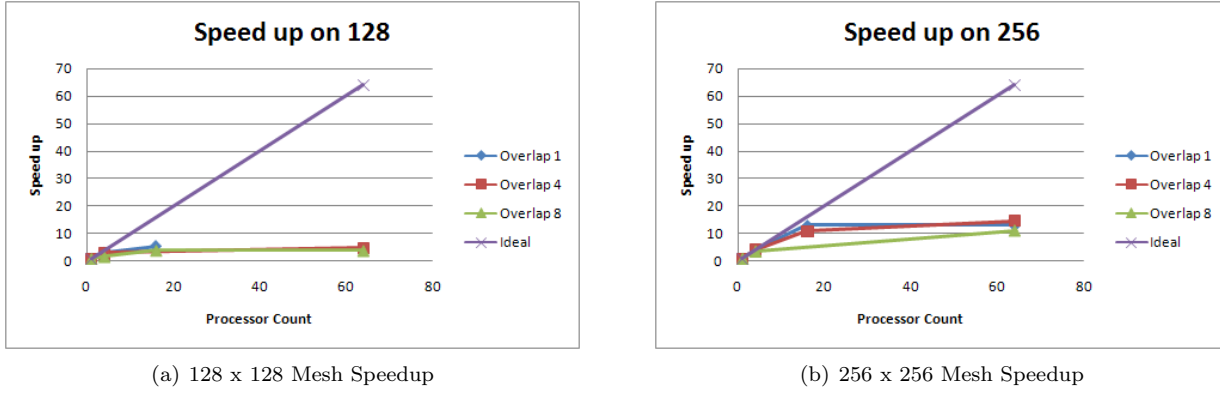 Speed up on 128
70
60
50
40
30
20
10
0
0 20 40 60 80
Speed up
Processor Count
Overlap 1
Overlap 4
Overlap 8
Ideal
(a) 128 x 128 Mesh Speedup
Speed up on 256
70
60
50
40
30
20
10
0
0 20 40 60 80
Speed up
Processor Count
Overlap 1
Overlap 4
Overlap 8
Ideal
(b) 256 x 256 Mesh Speedup